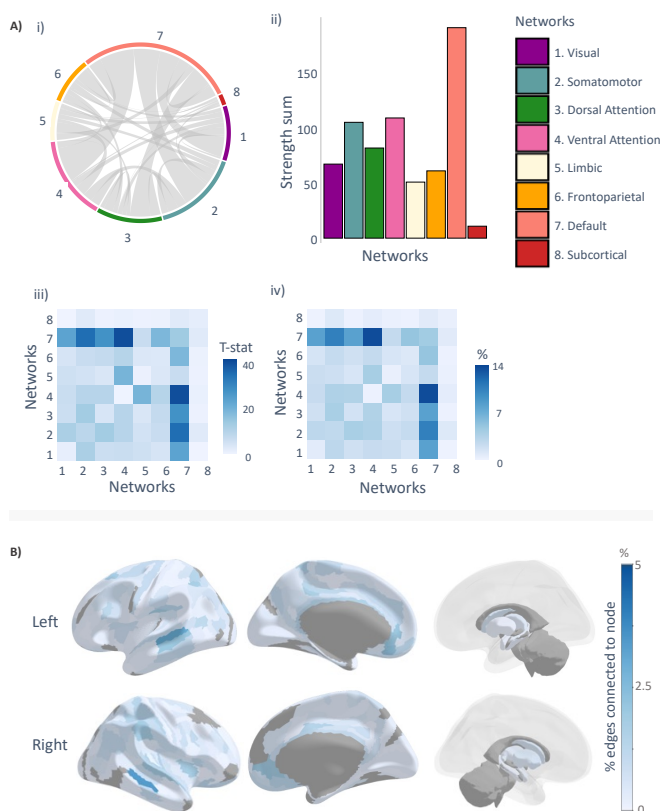 A)
i)
7
6
8
5
1
4
2
3
ii)
Strength sum
150
100
50
0
Networks
Networks
1. Visual
2. Somatomotor
3. Dorsal Attention
4. Ventral Attention
5. Limbic
6. Frontoparietal
7. Default
8. Subcortical
iii)
Networks
8
7
6
5
4
3
2
1
1 2 3 4 5 6 7 8
Networks
T-stat
40
20
0
iv)
Networks
8
7
6
5
4
3
2
1
1 2 3 4 5 6 7 8
Networks
%
14
7
0
B)
Left
Right
%
5
2.5
0
% edges connected to node